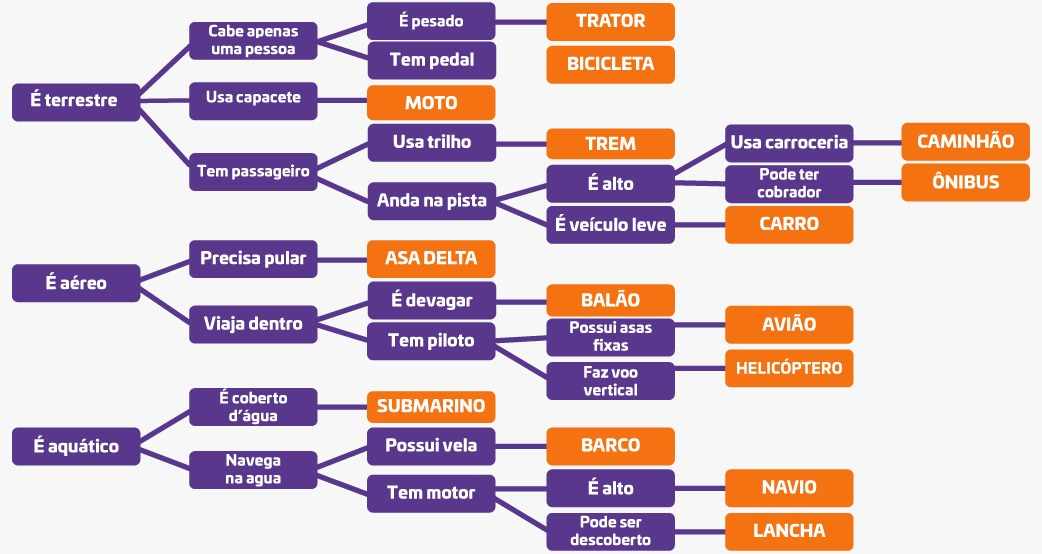 É terrestre
Cabe apenas
uma pessoa
É pesado
TRATOR
Tem pedal
BICICLETA
Usa capacete
MOTO
Tem passageiro
Usa trilho
TREM
Anda na pista
É alto
Usa carroceria
CAMINHÃO
Pode ter
cobrador
ÔNIBUS
É veículo leve
CARRO
É aéreo
Precisa pular
ASA DELTA
Viaja dentro
É devagar
BALÃO
Tem piloto
Possui asas
fixas
AVIÃO
Faz voo
vertical
HELICÓPTERO
É aquático
É coberto
d'água
SUBMARINO
Navega
na agua
Possui vela
BARCO
Tem motor
É alto
NAVIO
Pode ser
descoberto
LANCHA